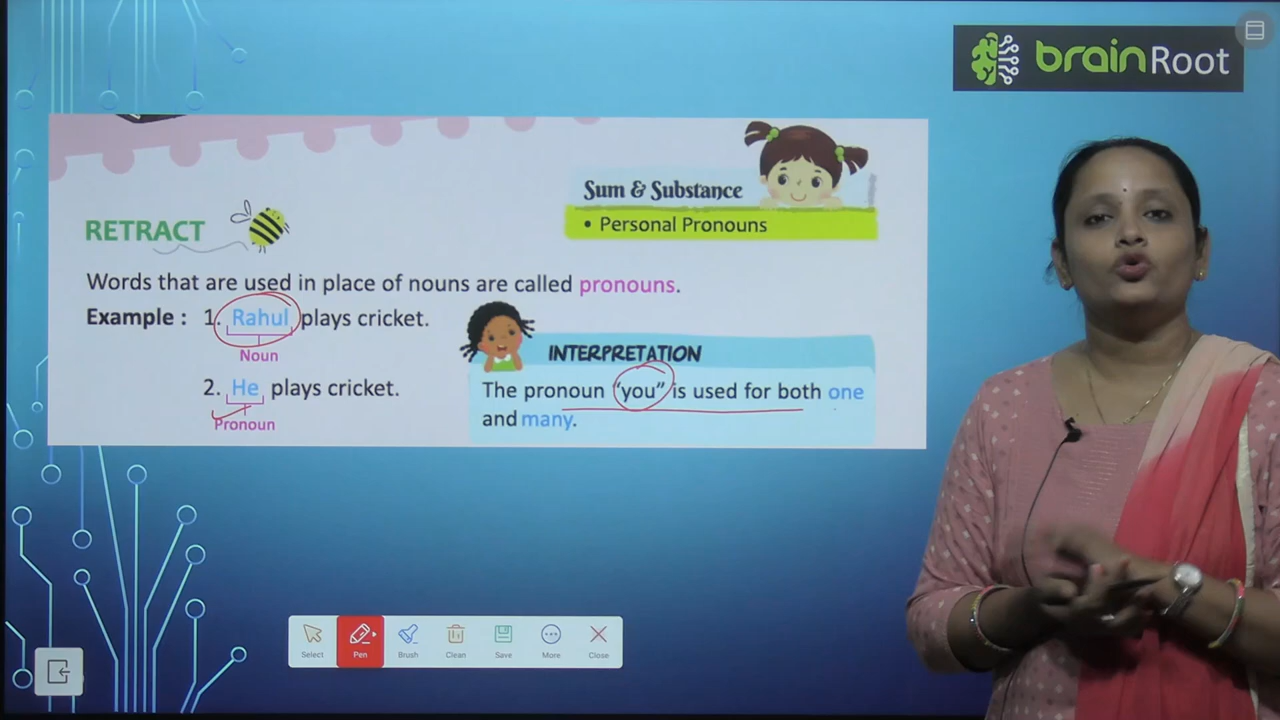 brainRoot
Sum & Substance
• Personal Pronouns
RETRACT
Words that are used in place of nouns are called pronouns.
Example : 1. Rahul plays cricket.
Noun
2. He plays cricket.
Pronoun
INTERPRETATION
The pronoun "you" is used for both one
and many.
Select Pen Brush Clean Save More Close